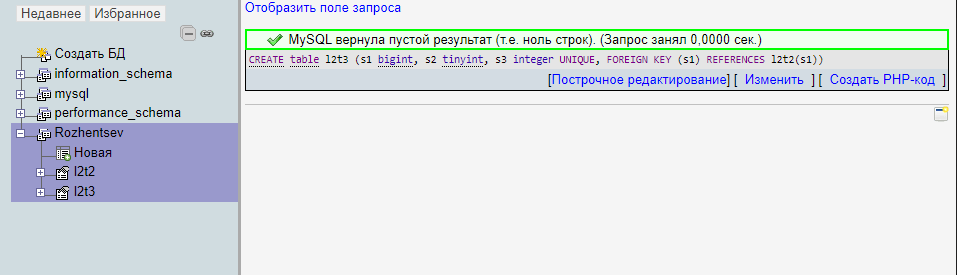 Недавнее Избранное
Создать БД
information_schema
mysql
performance_schema
Rozhentsev
Новая
l2t2
l2t3
Отобразить поле запроса
MySQL вернула пустой результат (т.е. ноль строк). (Запрос занял 0,0000 сек.)
CREATE table l2t3 (s1 bigint, s2 tinyint, s3 integer UNIQUE, FOREIGN KEY (s1) REFERENCES l2t2(s1))
[Построчное редактирование] [ Изменить ] [ Создать PHP-код ]